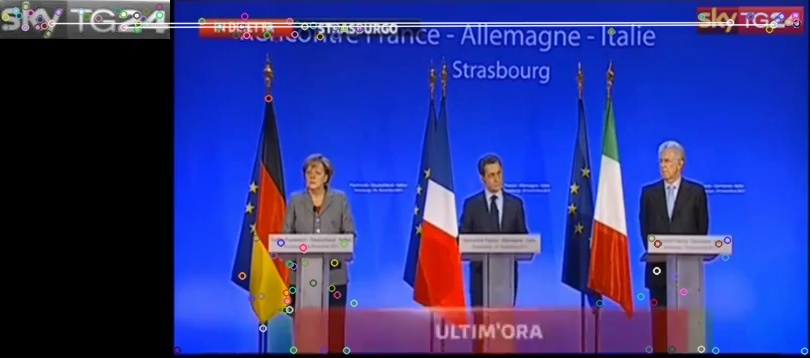 sky TG24
IN DIRETTA STRASBURGO
sky TG24
Rencontre France - Allemagne - Italie
Strasbourg
ULTIM'ORA